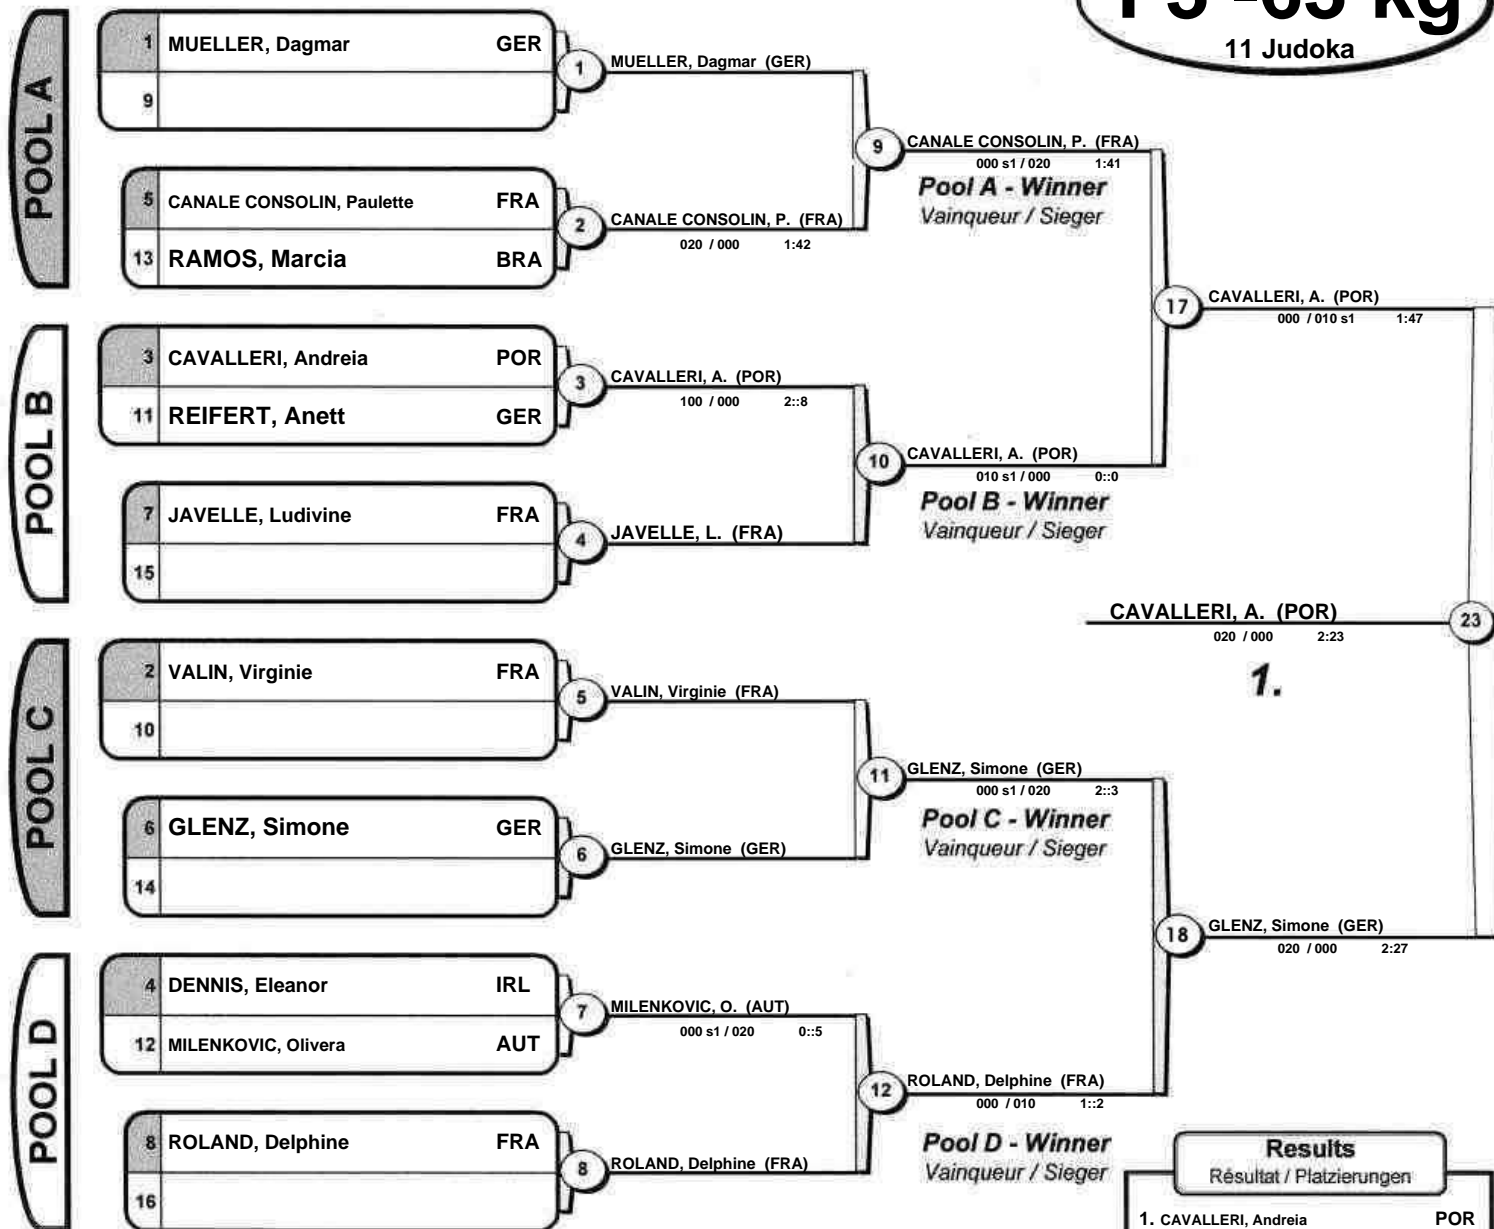 -63 kg
11 Judoka
POOL A
1 MUELLER, Dagmar GER
9
1 MUELLER, Dagmar (GER)
5 CANALE CONSOLIN, Paulette FRA
13 RAMOS, Marcia BRA
2 CANALE CONSOLIN, P. (FRA)
020 / 000 1:42
9 CANALE CONSOLIN, P. (FRA)
000 s1 / 020 1:41
Pool A - Winner
Vainqueur / Sieger
POOL B
3 CAVALLERI, Andreia POR
11 REIFERT, Anett GER
3 CAVALLERI, A. (POR)
100 / 000 2::8
7 JAVELLE, Ludivine FRA
15
4 JAVELLE, L. (FRA)
10 CAVALLERI, A. (POR)
010 s1 / 000 0::0
Pool B - Winner
Vainqueur / Sieger
17 CAVALLERI, A. (POR)
000 / 010 s1 1:47
CAVALLERI, A. (POR) 23
020 / 000 2:23
1.
POOL C
2 VALIN, Virginie FRA
10
5 VALIN, Virginie (FRA)
6 GLENZ, Simone GER
14
6 GLENZ, Simone (GER)
11 GLENZ, Simone (GER)
000 s1 / 020 2::3
Pool C - Winner
Vainqueur / Sieger
POOL D
4 DENNIS, Eleanor IRL
12 MILENKOVIC, Olivera AUT
7 MILENKOVIC, O. (AUT)
000 s1 / 020 0::5
8 ROLAND, Delphine FRA
16
8 ROLAND, Delphine (FRA)
12 ROLAND, Delphine (FRA)
000 / 010 1::2
Pool D - Winner
Vainqueur / Sieger
18 GLENZ, Simone (GER)
020 / 000 2:27
Results
Résultat / Platzierungen
1. CAVALLERI, Andreia POR